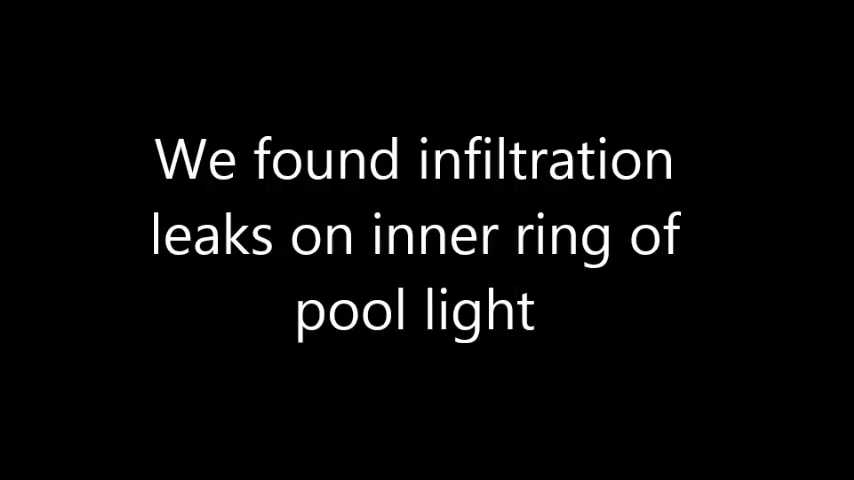 We found infiltration
leaks on inner ring of
pool light